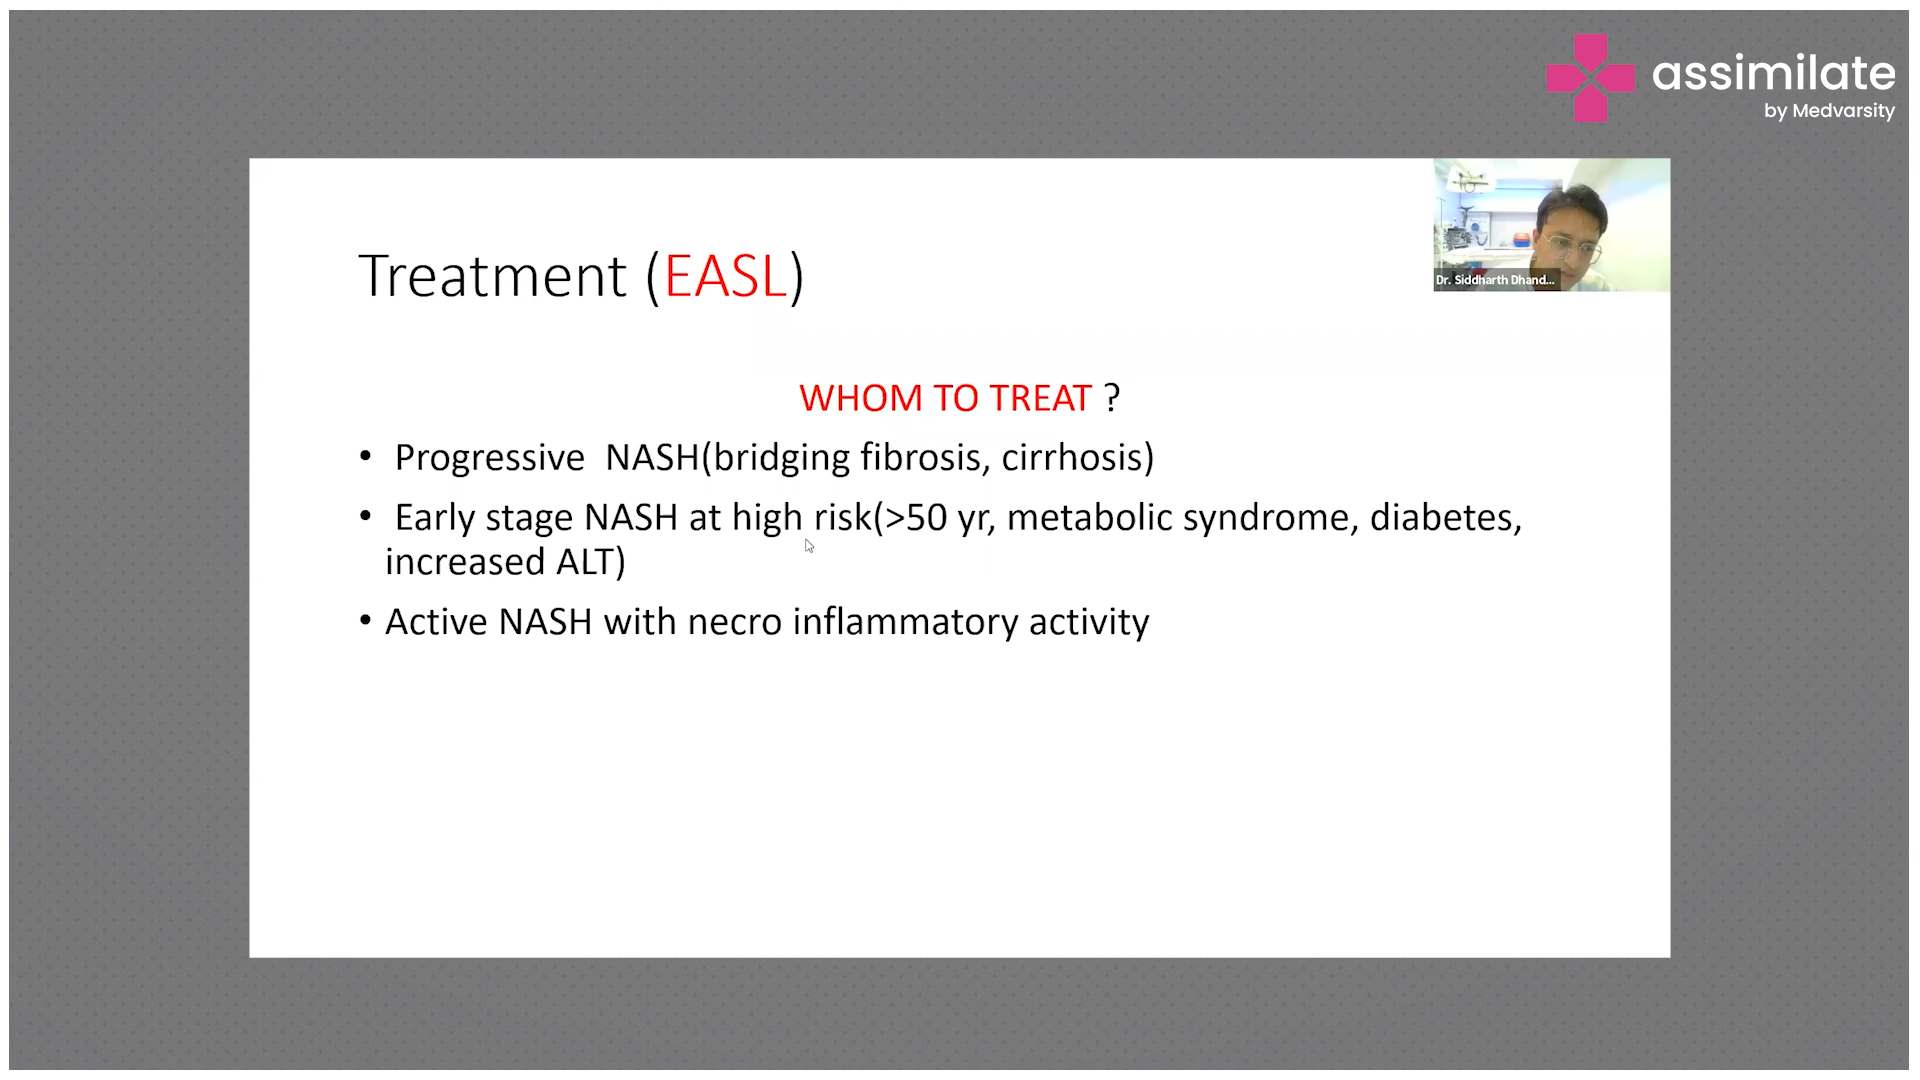 assimilate
by Medvarsity
Dr. Siddharth Dhand...
Treatment (EASL)
WHOM TO TREAT ?
• Progressive NASH(bridging fibrosis, cirrhosis)
• Early stage NASH at high risk(>50 yr, metabolic syndrome, diabetes,
increased ALT)
• Active NASH with necro inflammatory activity